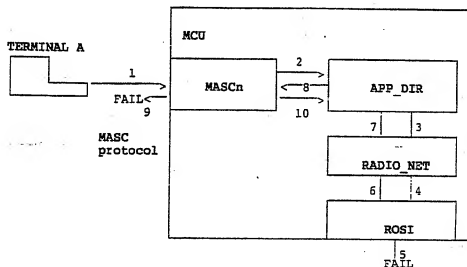 MCU
TERMINAL A
1
2
MASCn
8
APP_DIR
FAIL
9
10
MASC
protocol
7
3
RADIO_NET
6
4
ROSI
5
FAIL